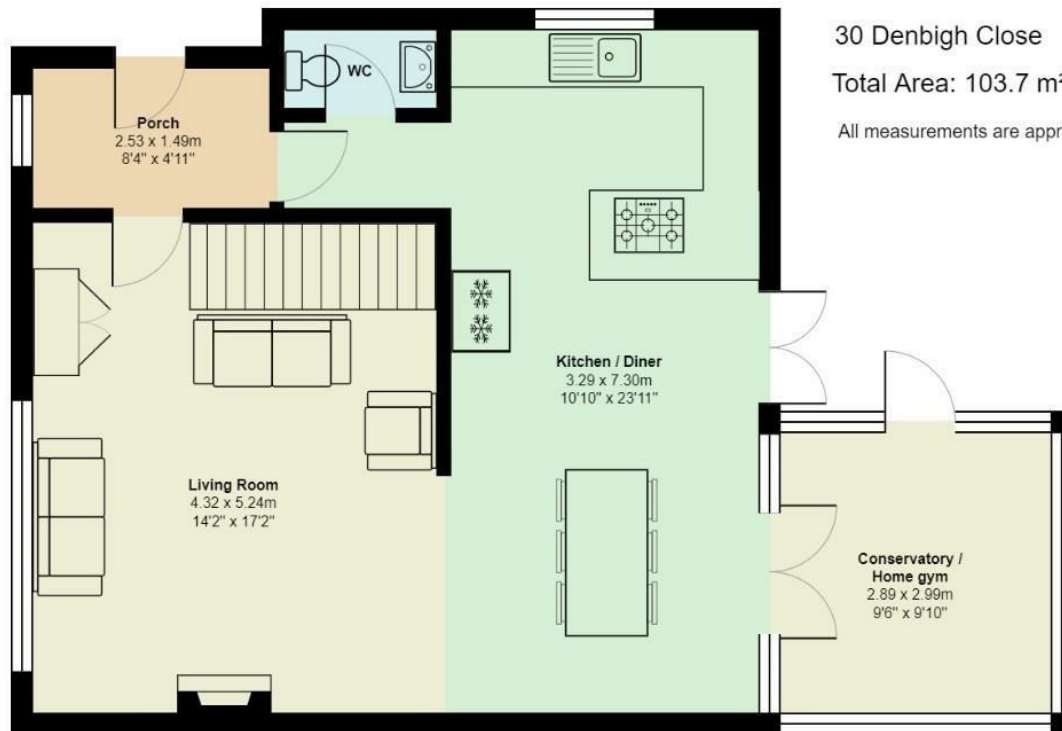 30 Denbigh Close
Total Area: 103.7 m²
All measurements are appr
WC
Porch
2.53 x 1.49m
8'4" x 4'11"
Kitchen / Diner
3.29 x 7.30m
10'10" x 23'11"
Living Room
4.32 x 5.24m
14'2" x 17'2"
Conservatory /
Home gym
2.89 x 2.99m
9'6" x 9'10"